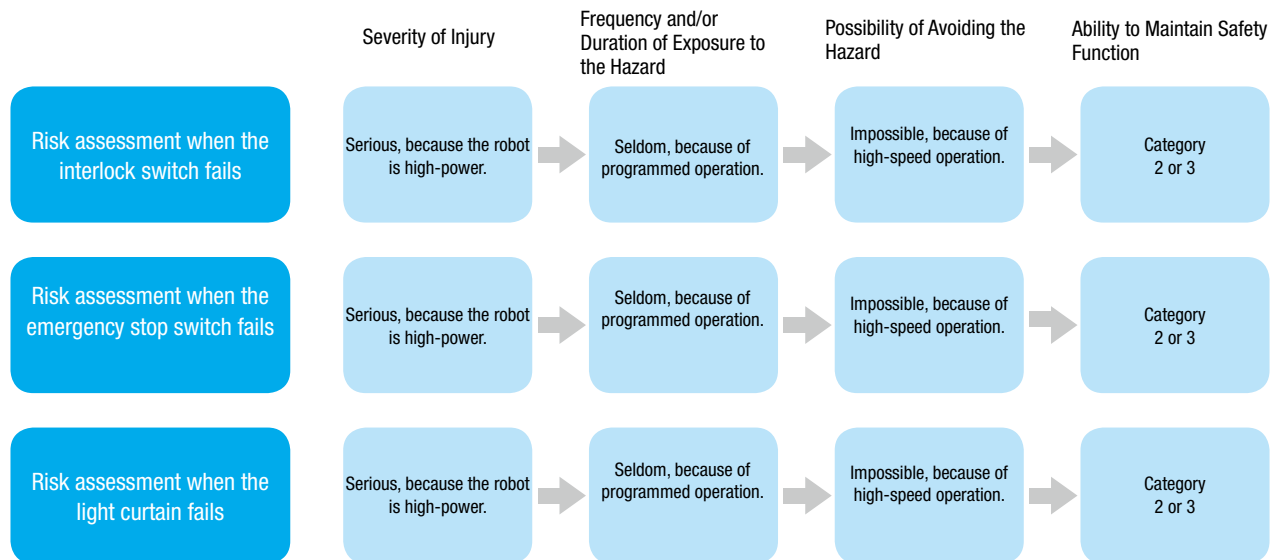 Severity of Injury
Frequency and/or
Duration of Exposure to
the Hazard
Possibility of Avoiding the
Hazard
Ability to Maintain Safety
Function
Risk assessment when the
interlock switch fails
Serious, because the robot
is high-power.
Seldom, because of
programmed operation.
Impossible, because of
high-speed operation.
Category
2 or 3
Risk assessment when the
emergency stop switch fails
Serious, because the robot
is high-power.
Seldom, because of
programmed operation.
Impossible, because of
high-speed operation.
Category
2 or 3
Risk assessment when the
light curtain fails
Serious, because the robot
is high-power.
Seldom, because of
programmed operation.
Impossible, because of
high-speed operation.
Category
2 or 3